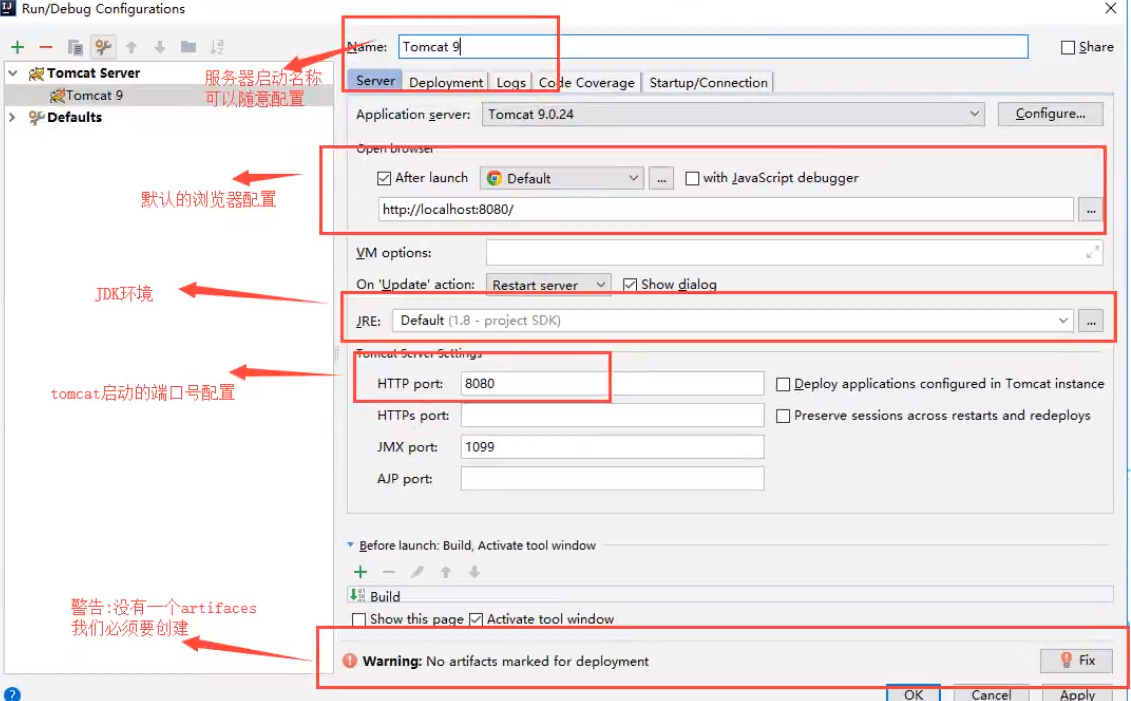 Run/Debug Configurations
Name: Tomcat 9
Share
Tomcat Server
Tomcat 9
Defaults
服务器启动名称
可以随意配置
Server Deployment Logs Code Coverage Startup/Connection
Application server: Tomcat 9.0.24 Configure...
Open browser
After launch Default ... with JavaScript debugger
默认的浏览器配置
http://localhost:8080/ ...
VM options:
On 'Update' action: Restart server Show dialog
JDK环境
JRE: Default (1.8 - project SDK) ...
Tomcat Server Settings
HTTP port: 8080 Deploy applications configured in Tomcat instance
tomcat启动的端口号配置
HTTPs port: Preserve sessions across restarts and redeploys
JMX port: 1099
AJP port:
Before launch: Build, Activate tool window
Build
Show this page Activate tool window
警告:没有一个artifaces
我们必须要创建
Warning: No artifacts marked for deployment Fix
? OK Cancel Apply